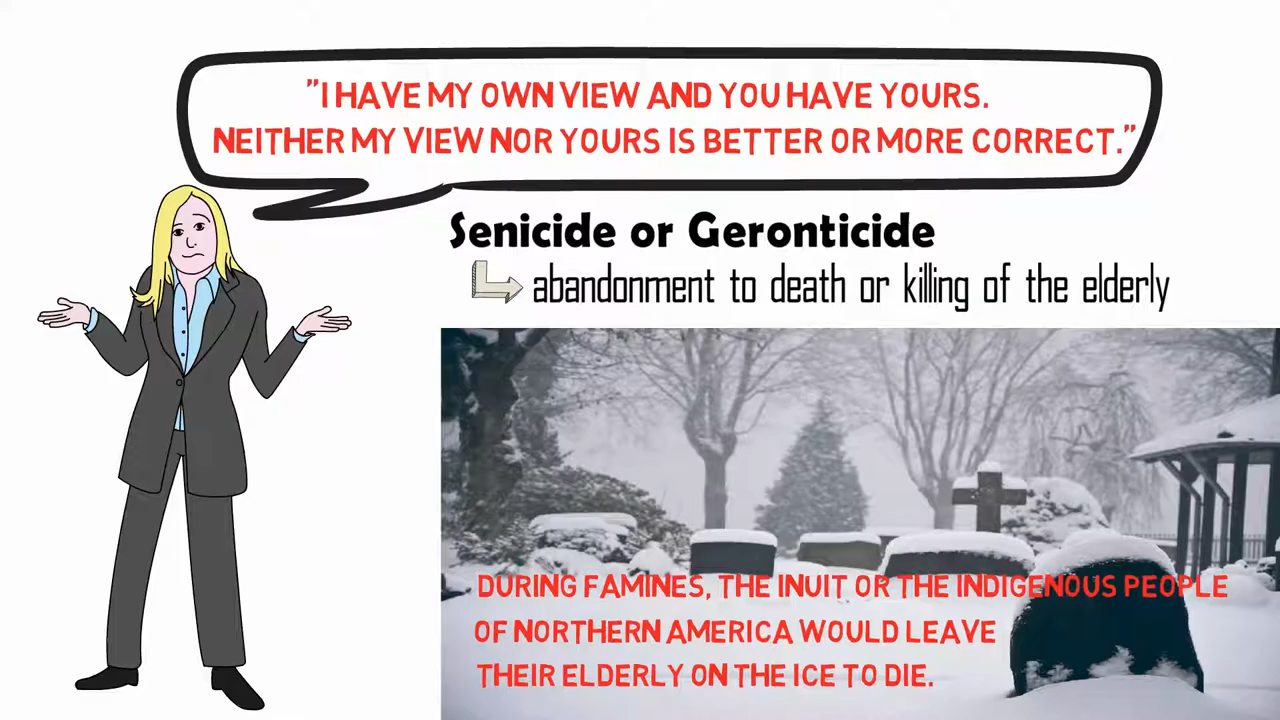 "I HAVE MY OWN VIEW AND YOU HAVE YOURS.
NEITHER MY VIEW NOR YOURS IS BETTER OR MORE CORRECT."
Senicide or Geronticide
abandonment to death or killing of the elderly
DURING FAMINES, THE INUIT OR THE INDIGENOUS PEOPLE
OF NORTHERN AMERICA WOULD LEAVE
THEIR ELDERLY ON THE ICE TO DIE.